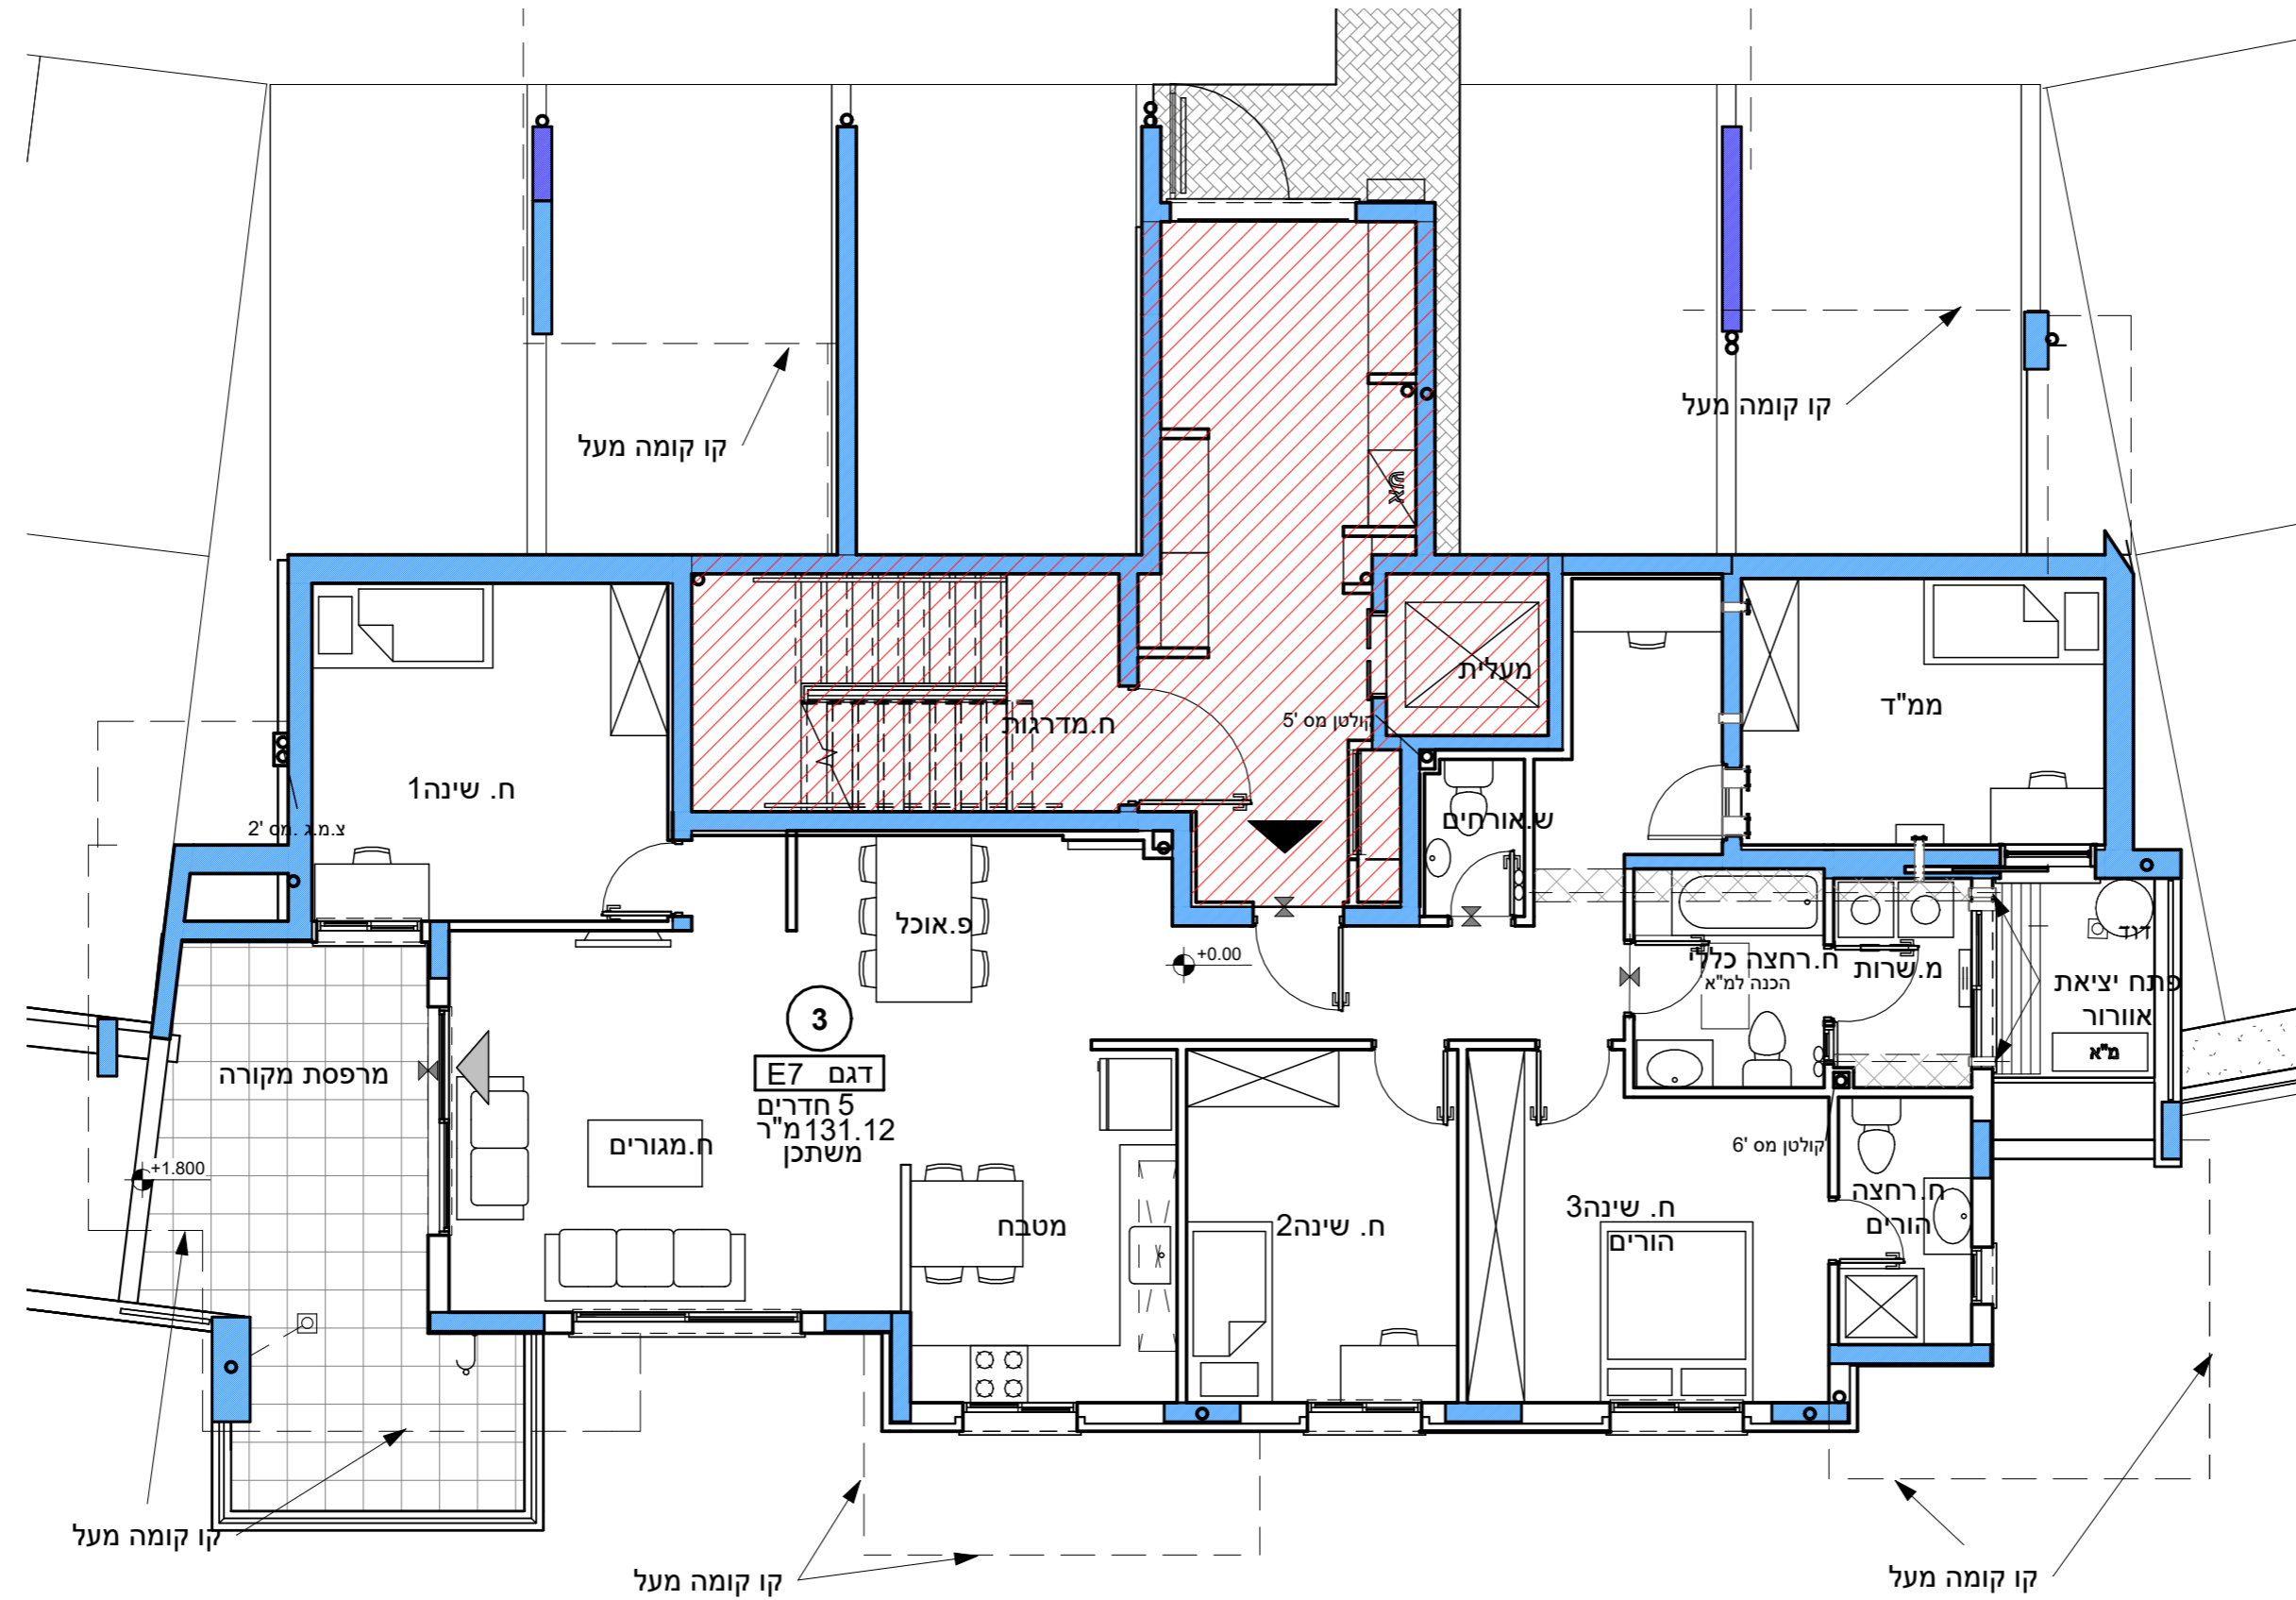 קו קומה מעל
קו קומה מעל
אש
מעלית
ממ"ד
קולטן מס '5
ח.מדרגות
ח. שינה1
צ.מ.ג .מס '2
ש.אורחים
פ.אוכל
+0.00
ח.רחצה כללי
הכנה למ"א
מ.שרות
דוד
פתח יציאת
אוורור
מ"א
3
דגם E7
5 חדרים
131.12מ"ר
משתכן
מרפסת מקורה
+1.800
ח.מגורים
קולטן מס '6
מטבח
ח. שינה2
ח. שינה3
הורים
ח.רחצה
הורים
קו קומה מעל
קו קומה מעל
קו קומה מעל